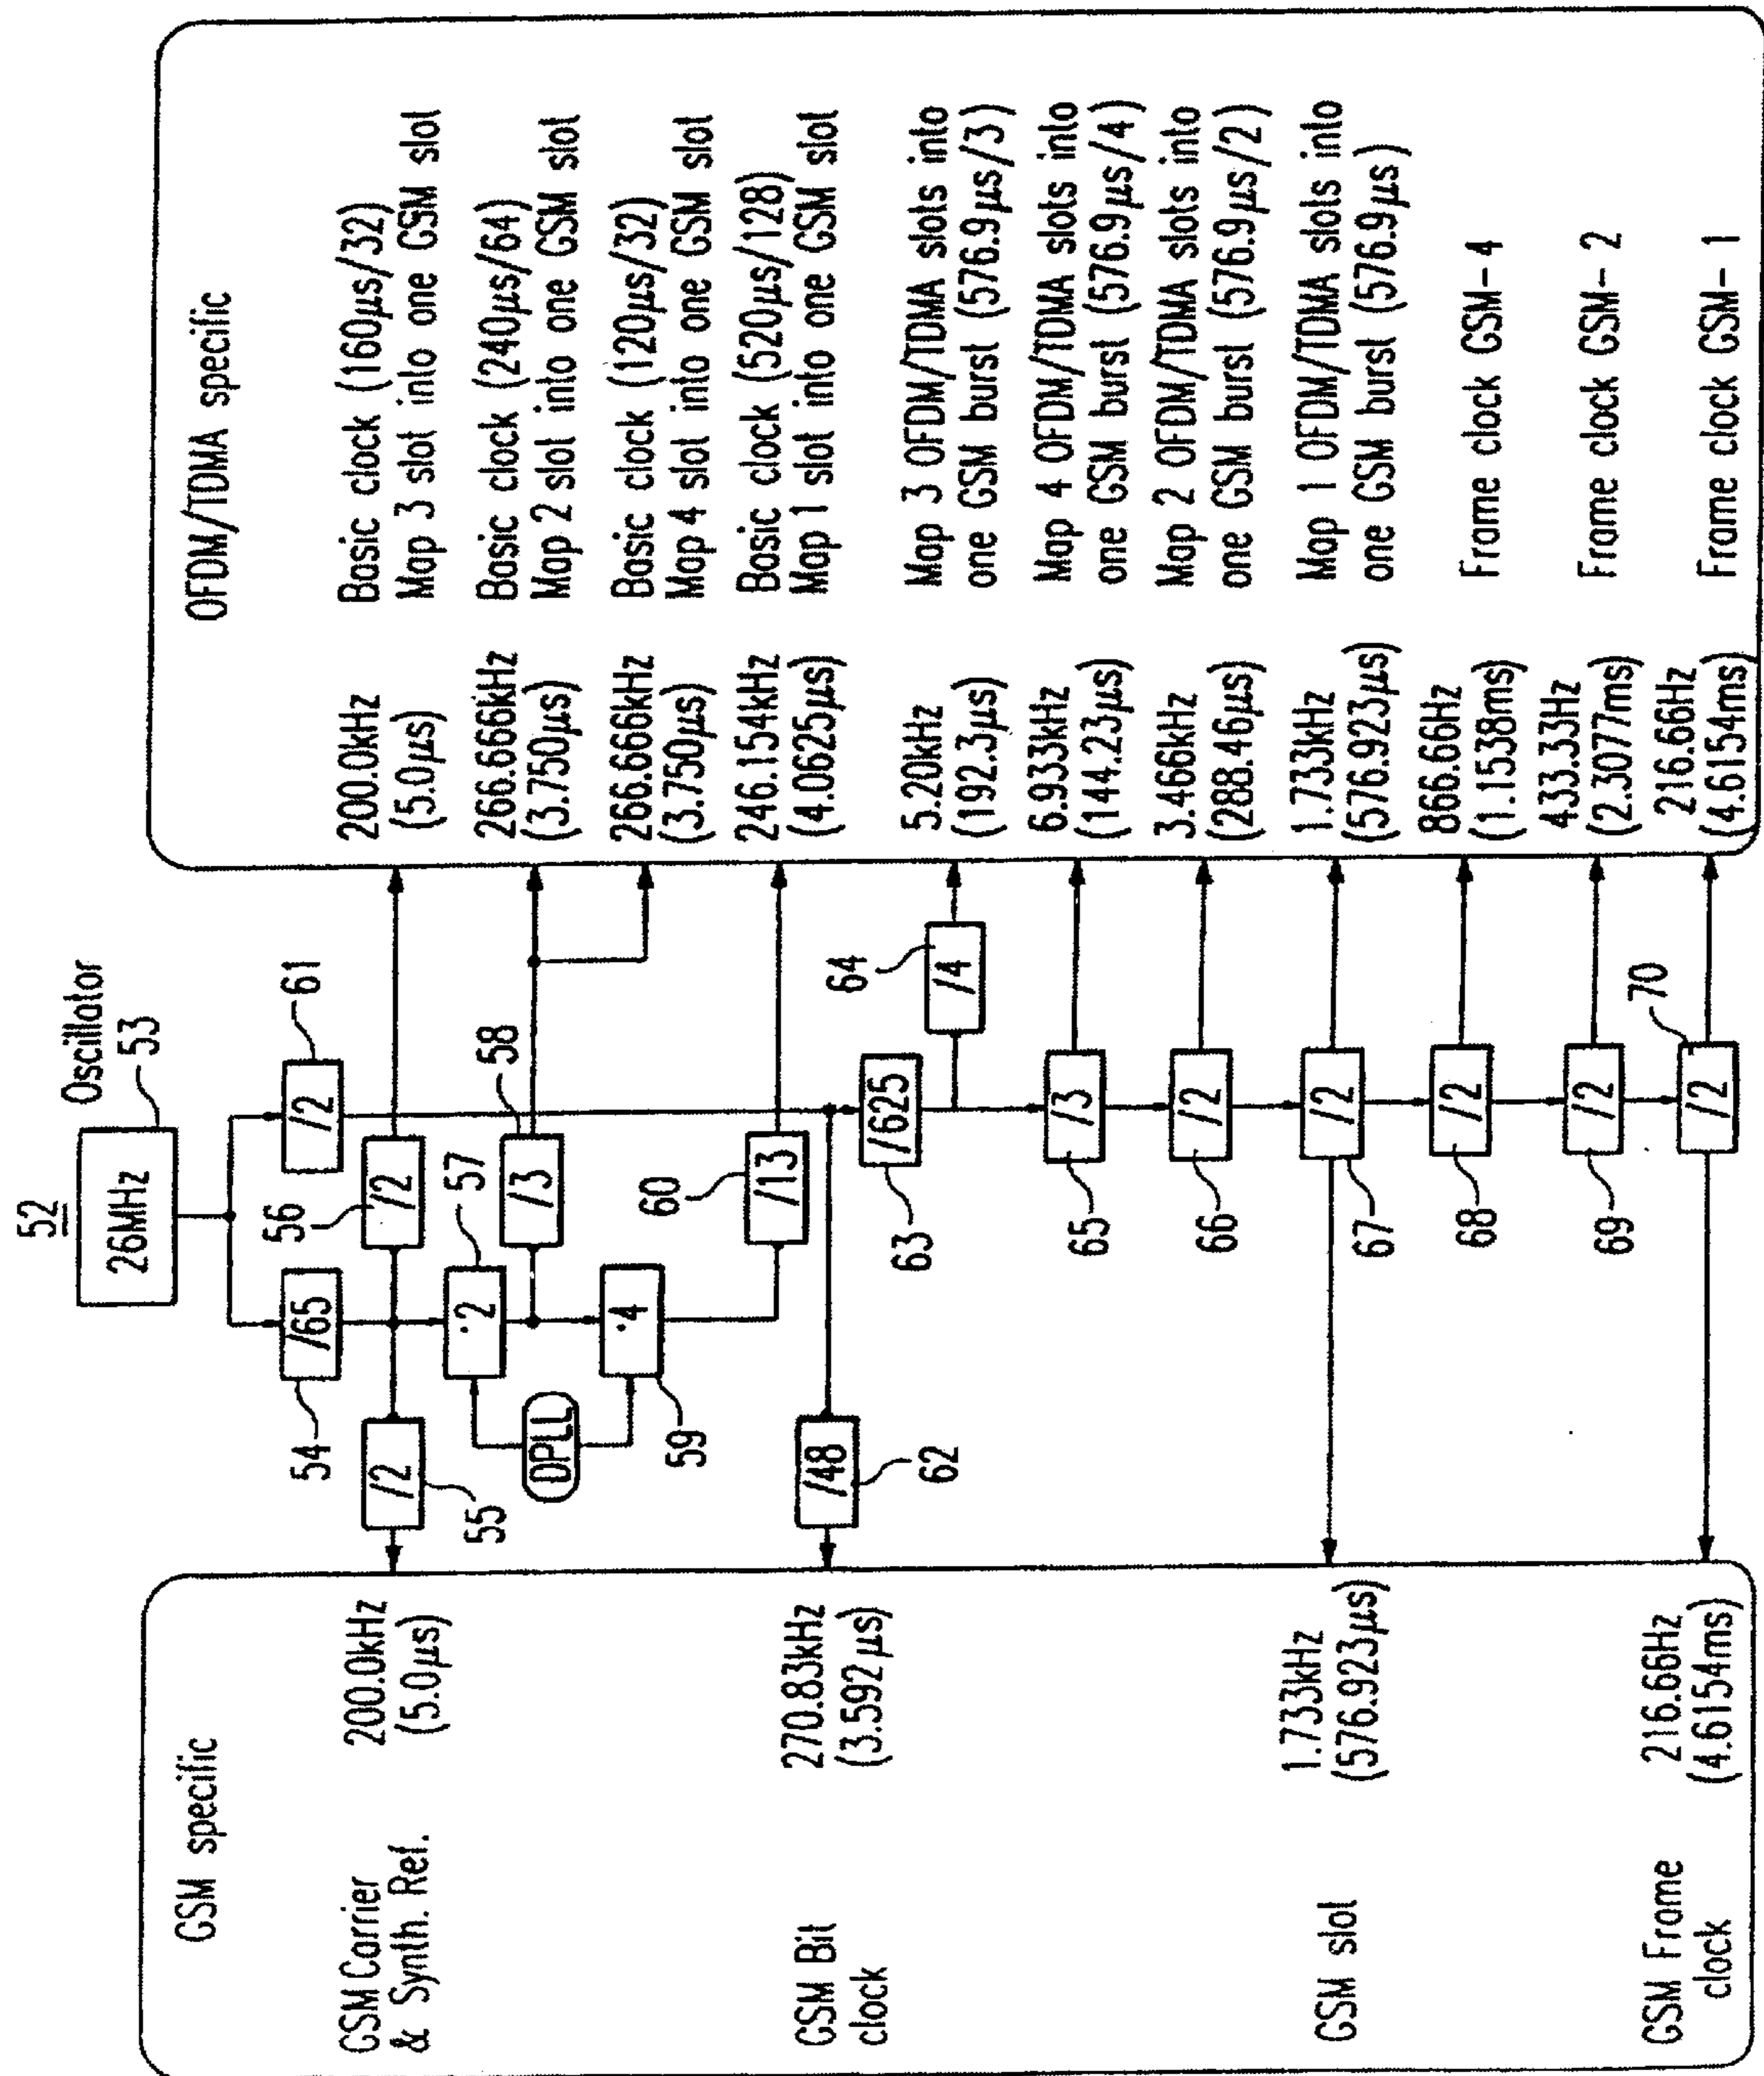 52
Oscillator
26MHz
53
/65
54
/2
61
/2
55
/2
56
·2
57
/3
58
DPLL
·4
59
/13
60
/48
62
/625
63
/4
64
/3
65
/2
66
/2
67
/2
68
/2
69
/2
70
GSM specific
GSM Carrier
& Synth. Ref.
200.0kHz
(5.0µs)
GSM Bit
clock
270.83kHz
(3.592µs)
GSM slot
1.733kHz
(576.923µs)
GSM Frame
clock
216.66Hz
(4.6154ms)
OFDM/TDMA specific
200.0kHz
(5.0µs)
Basic clock (160µs/32)
Map 3 slot into one GSM slot
266.666kHz
(3.750µs)
Basic clock (240µs/64)
Map 2 slot into one GSM slot
266.666kHz
(3.750µs)
Basic clock (120µs/32)
Map 4 slot into one GSM slot
246.154kHz
(4.0625µs)
Basic clock (520µs/128)
Map 1 slot into one GSM slot
5.20kHz
(192.3µs)
Map 3 OFDM/TDMA slots into
one GSM burst (576.9µs/3)
6.933kHz
(144.23µs)
Map 4 OFDM/TDMA slots into
one GSM burst (576.9µs/4)
3.466kHz
(288.46µs)
Map 2 OFDM/TDMA slots into
one GSM burst (576.9µs/2)
1.733kHz
(576.923µs)
Map 1 OFDM/TDMA slots into
one GSM burst (576.9µs)
866.66Hz
(1.1538ms)
Frame clock GSM-4
433.33Hz
(2.3077ms)
Frame clock GSM-2
216.66Hz
(4.6154ms)
Frame clock GSM-1